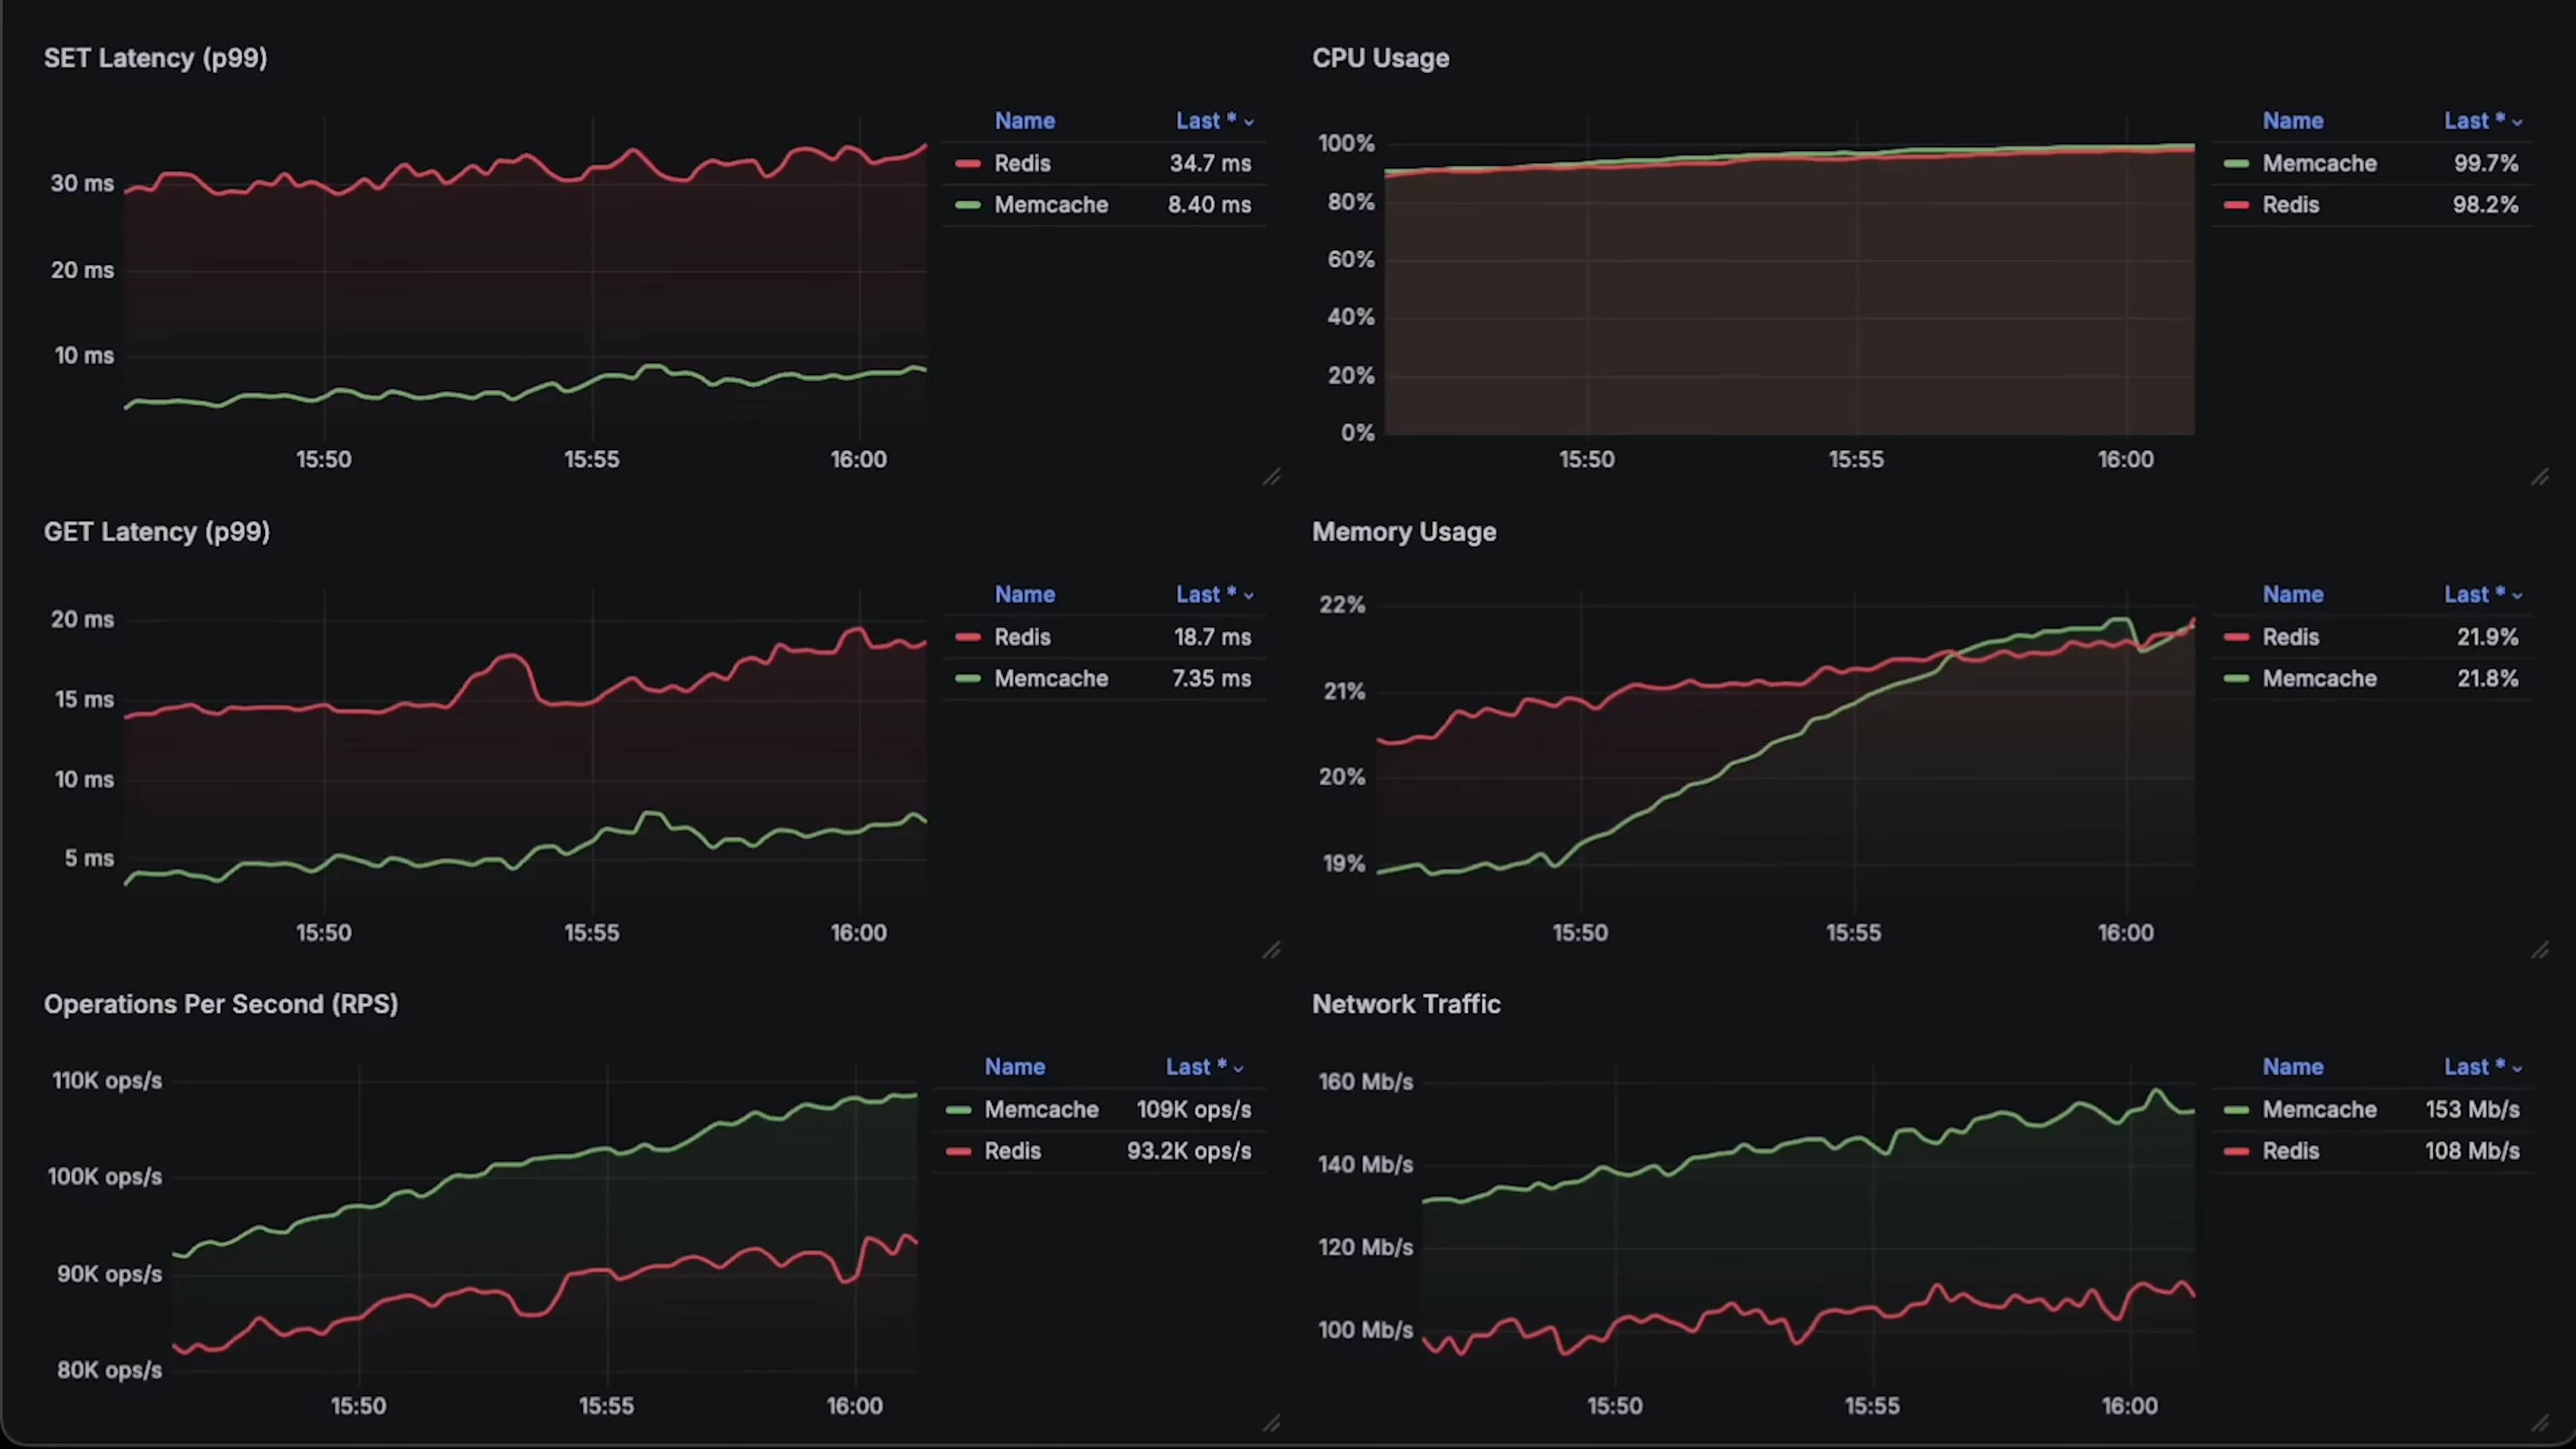 SET Latency (p99)
Name Last *
Redis 34.7 ms
Memcache 8.40 ms
30 ms
20 ms
10 ms
15:50 15:55 16:00
CPU Usage
Name Last *
Memcache 99.7%
Redis 98.2%
100%
80%
60%
40%
20%
0%
15:50 15:55 16:00
GET Latency (p99)
Name Last *
Redis 18.7 ms
Memcache 7.35 ms
20 ms
15 ms
10 ms
5 ms
15:50 15:55 16:00
Memory Usage
Name Last *
Redis 21.9%
Memcache 21.8%
22%
21%
20%
19%
15:50 15:55 16:00
Operations Per Second (RPS)
Name Last *
Memcache 109K ops/s
Redis 93.2K ops/s
110K ops/s
100K ops/s
90K ops/s
80K ops/s
15:50 15:55 16:00
Network Traffic
Name Last *
Memcache 153 Mb/s
Redis 108 Mb/s
160 Mb/s
140 Mb/s
120 Mb/s
100 Mb/s
15:50 15:55 16:00